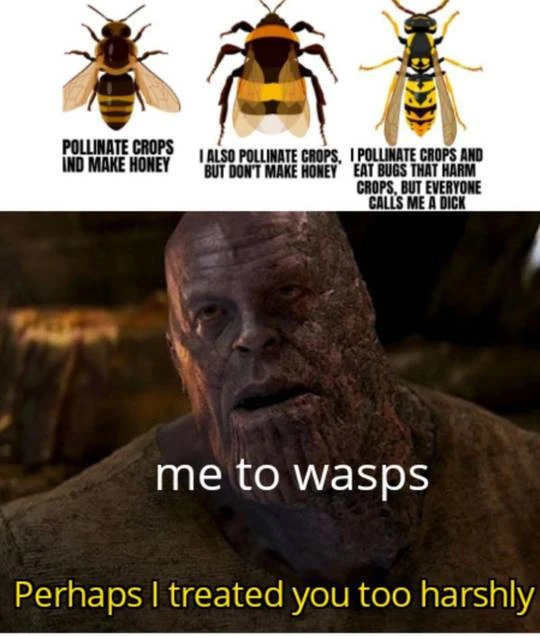 POLLINATE CROPS
IND MAKE HONEY
I ALSO POLLINATE CROPS,
BUT DON'T MAKE HONEY
I POLLINATE CROPS AND
EAT BUGS THAT HARM
CROPS, BUT EVERYONE
CALLS ME A DICK
me to wasps
Perhaps I treated you too harshly